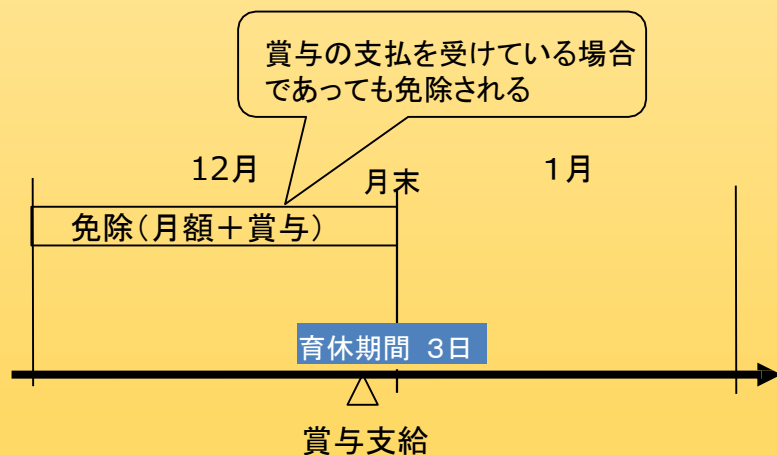 賞与の支払を受けている場合
であっても免除される
12月
月末
1月
免除(月額＋賞与)
育休期間 3日
賞与支給